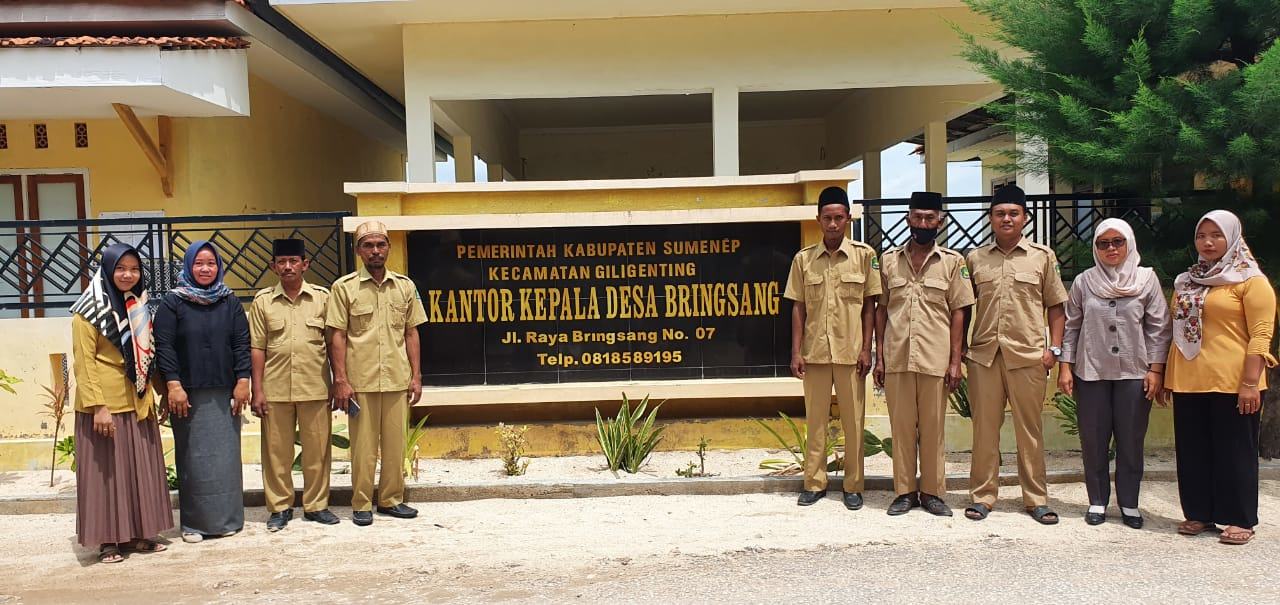 PEMERINTAH KABUPATEN SUMENEP
KECAMATAN GILIGENTING
KANTOR KEPALA DESA BRINGSANG
Jl. Raya Bringsang No. 07
Telp. 0818589195